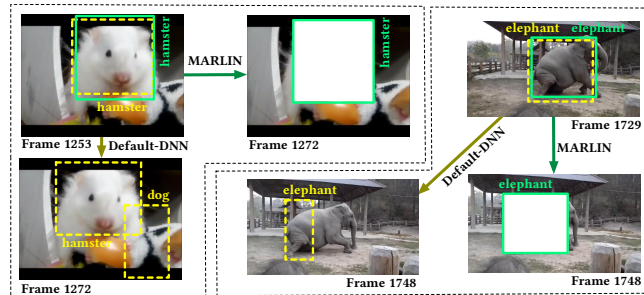 hamster
hamster
MARLIN
hamster
Frame 1253
Default-DNN
Frame 1272
dog
hamster
Frame 1272
elephant
elephant
Frame 1729
Default-DNN
MARLIN
elephant
Frame 1748
elephant
Frame 1748